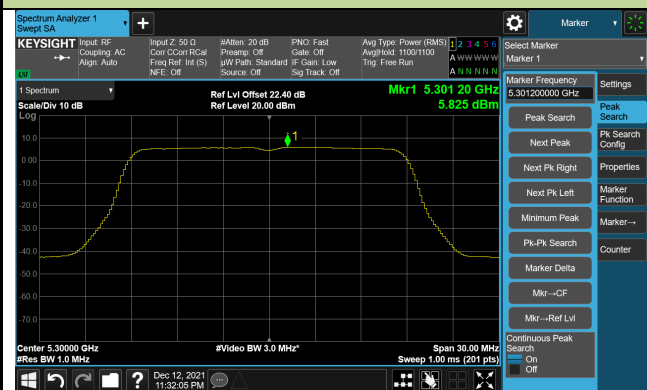 Spectrum Analyzer 1
Swept SA
Marker
KEYSIGHT
Input: RF
Coupling: AC
Align: Auto
Input Z: 50 Ω
Corr CCorr RCal
Freq Ref: Int (S)
NFE: Off
#Atten: 20 dB
Preamp: Off
µW Path: Standard
Source: Off
PNO: Fast
Gate: Off
IF Gain: Low
Sig Track: Off
Avg Type: Power (RMS)
Avg|Hold: 1100/1100
Trig: Free Run
1 2 3 4 5 6
A W W W W W
A N N N N N
LXI
Select Marker
Marker 1
1 Spectrum
Scale/Div 10 dB
Log
Ref Lvl Offset 22.40 dB
Ref Level 20.00 dBm
Mkr1 5.301 20 GHz
5.825 dBm
1
10.0
0.00
-10.0
-20.0
-30.0
-40.0
-50.0
-60.0
-70.0
Center 5.30000 GHz
#Res BW 1.0 MHz
#Video BW 3.0 MHz*
Span 30.00 MHz
Sweep 1.00 ms (201 pts)
Marker Frequency
5.301200000 GHz
Peak Search
Next Peak
Next Pk Right
Next Pk Left
Minimum Peak
Pk-Pk Search
Marker Delta
Mkr→CF
Mkr→Ref Lvl
Continuous Peak
Search
On
Off
Settings
Peak
Search
Pk Search
Config
Properties
Marker
Function
Marker→
Counter
?
Dec 12, 2021
11:32:05 PM